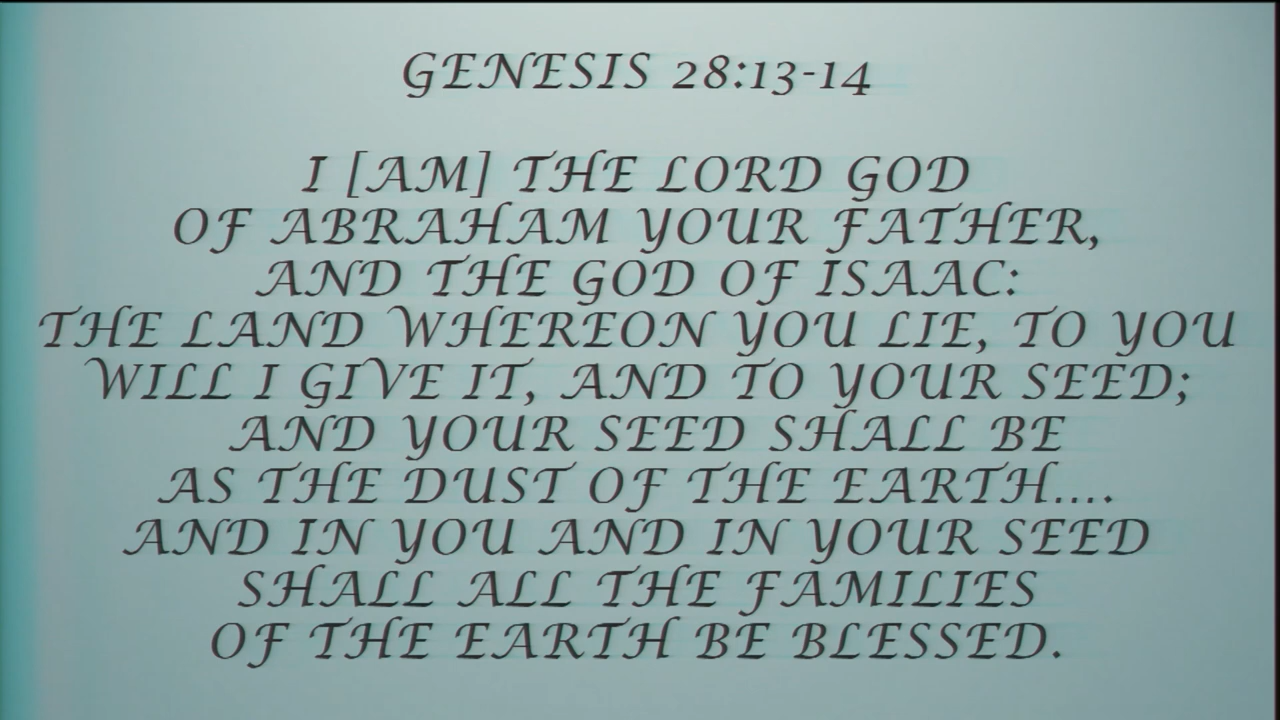 GENESIS 28:13-14
I [AM] THE LORD GOD
OF ABRAHAM YOUR FATHER,
AND THE GOD OF ISAAC:
THE LAND WHEREON YOU LIE, TO YOU
WILL I GIVE IT, AND TO YOUR SEED;
AND YOUR SEED SHALL BE
AS THE DUST OF THE EARTH....
AND IN YOU AND IN YOUR SEED
SHALL ALL THE FAMILIES
OF THE EARTH BE BLESSED.